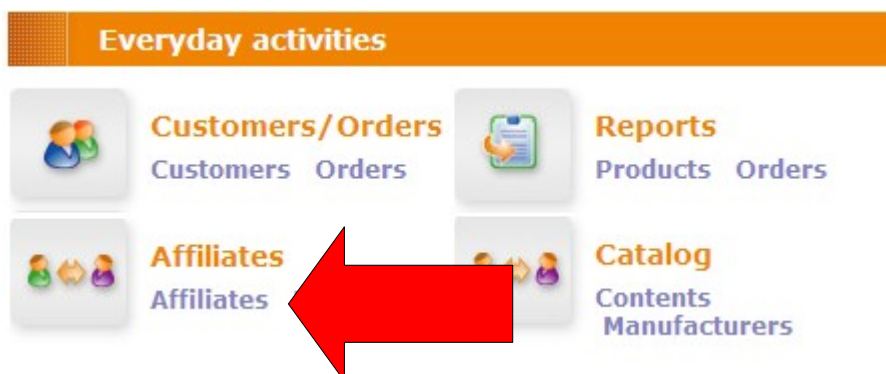 Everyday activities
Customers/Orders
Customers Orders
Reports
Products Orders
Affiliates
Affiliates
Catalog
Contents
Manufacturers